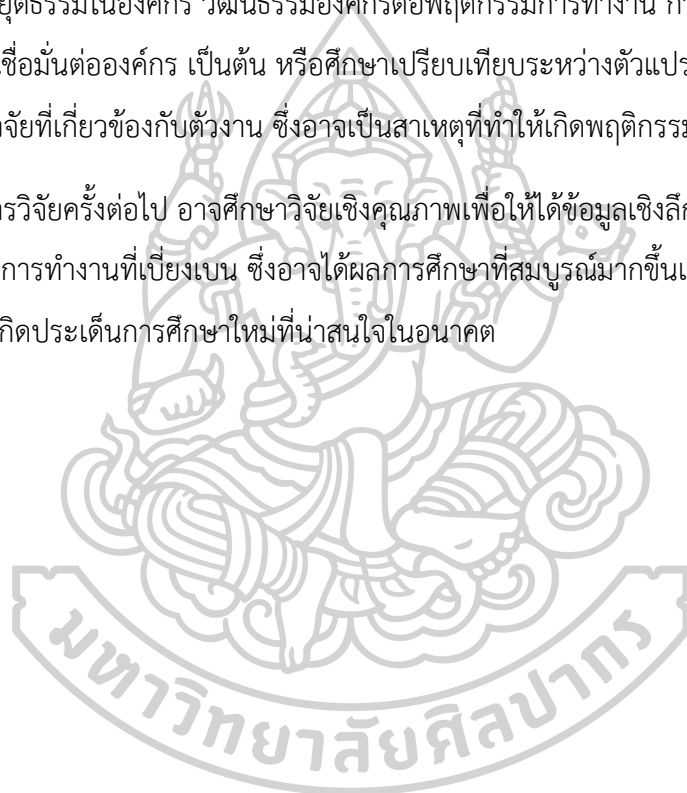 ยุติธรรมในองค์กร วัฒนธรรมองค์กรต่อพฤติกรรมการทำงาน
เชื่อมั่นต่อองค์กร เป็นต้น หรือศึกษาเปรียบเทียบระหว่างตัวแปร
จัยที่เกี่ยวข้องกับตัวงาน ซึ่งอาจเป็นสาเหตุที่ทำให้เกิดพฤติกรรม
รวิจัยครั้งต่อไป อาจศึกษาวิจัยเชิงคุณภาพเพื่อให้ได้ข้อมูลเชิงลึก
การทำงานที่เบี่ยงเบน ซึ่งอาจได้ผลการศึกษาที่สมบูรณ์มากขึ้น
กิดประเด็นการศึกษาใหม่ที่น่าสนใจในอนาคต
มหาวิทยาลัยศิลปากร